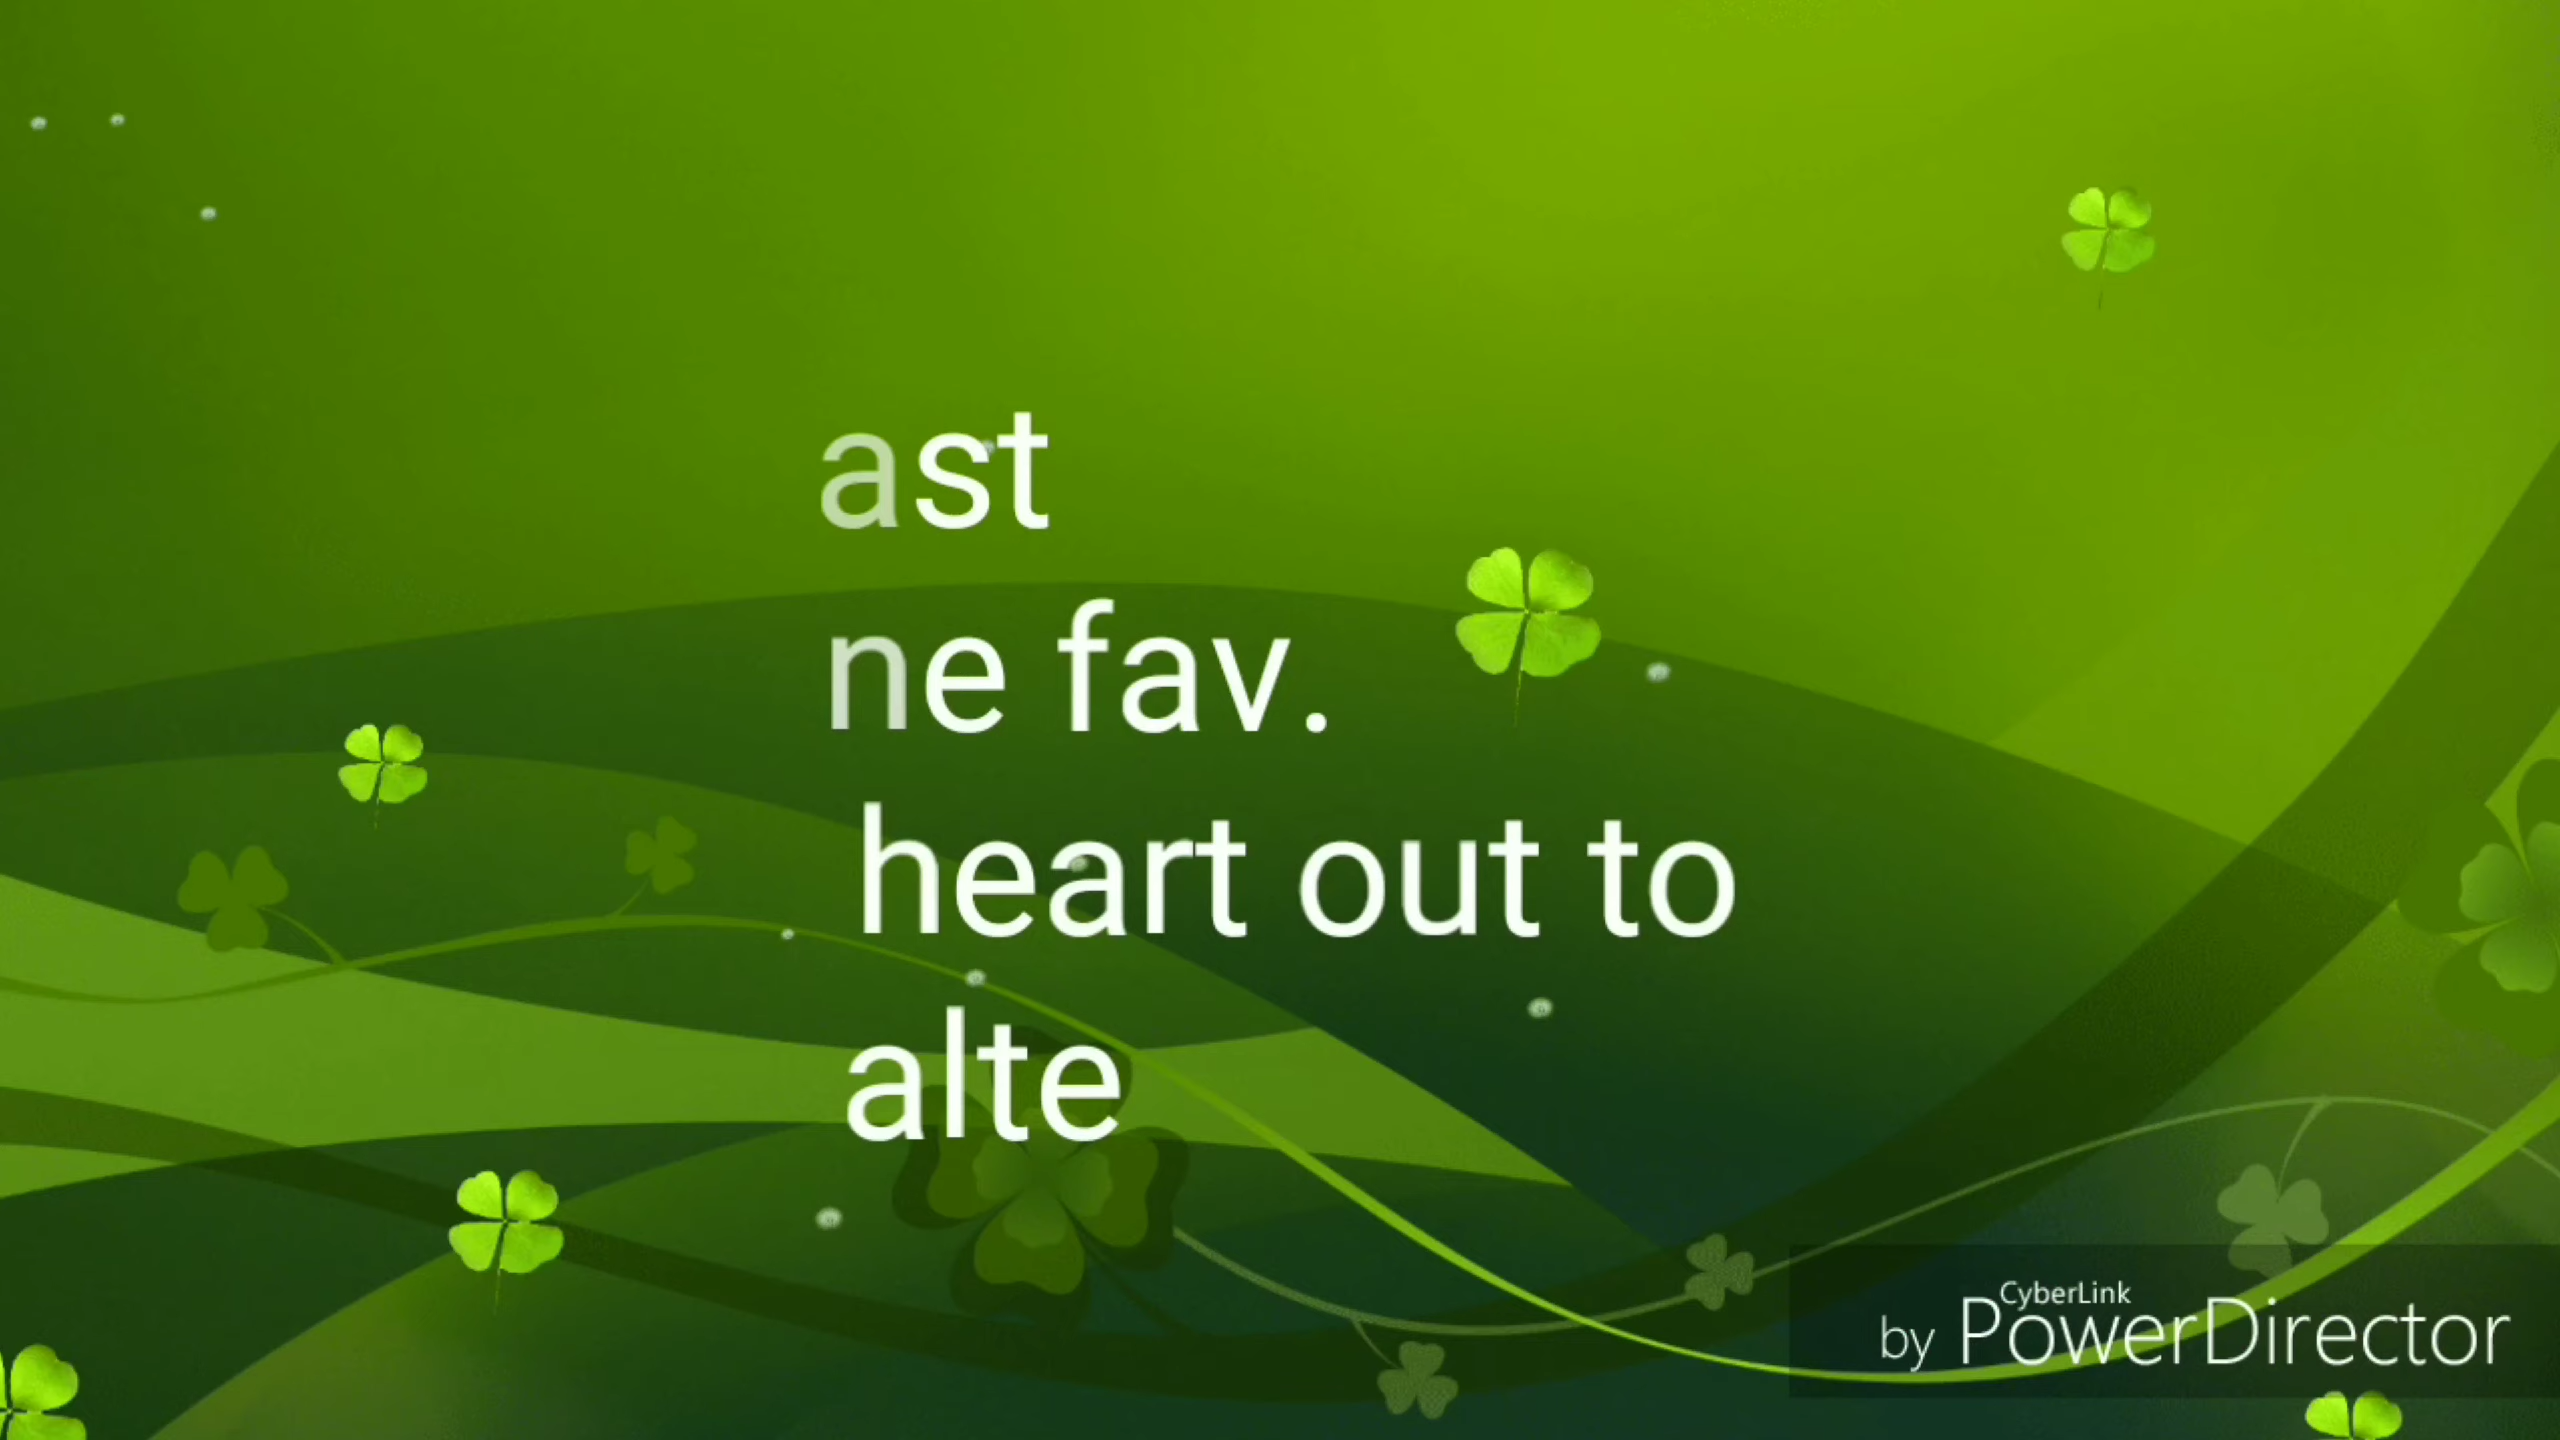 ast
ne fav.
heart out to
alte
CyberLink
by PowerDirector